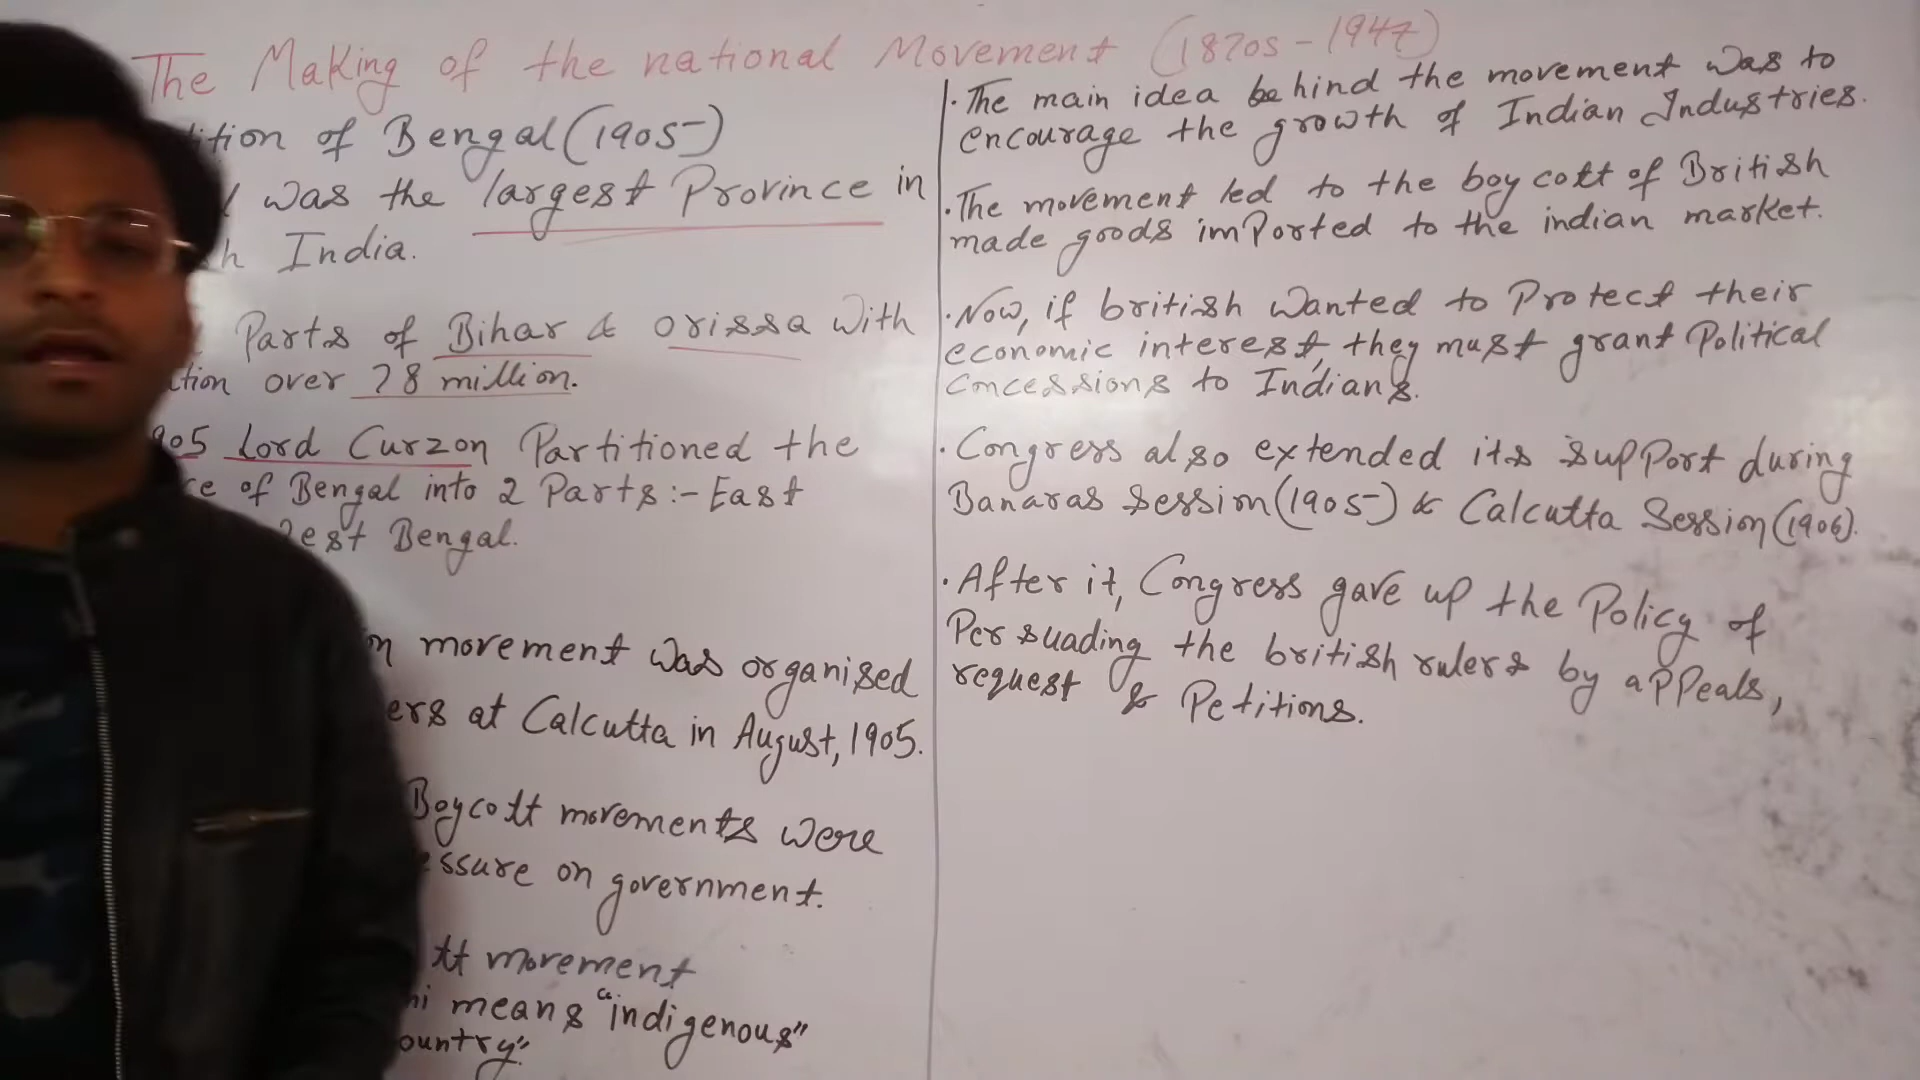 The Making of the national Movement (1870s-1947)
ition of Bengal (1905)
was the largest Province in
h India.
Parts of Bihar & orissa with
tion over 78 million.
905 Lord Curzon Partitioned the
ce of Bengal into 2 Parts :- East
est Bengal.
n movement was organised
ers at Calcutta in August, 1905.
Boycott movements were
essure on government.
tt movement
ni means "indigenous"
ountry".
. The main idea behind the movement was to
encourage the growth of Indian Industries.
. The movement led to the boycott of British
made goods imported to the indian market.
. Now, if british wanted to Protect their
economic interest, they must grant Political
Concessions to Indians.
. Congress also extended its support during
Banaras Session (1905) & Calcutta Session (1906).
. After it, Congress gave up the Policy of
Persuading the british rulers by appeals,
request & Petitions.